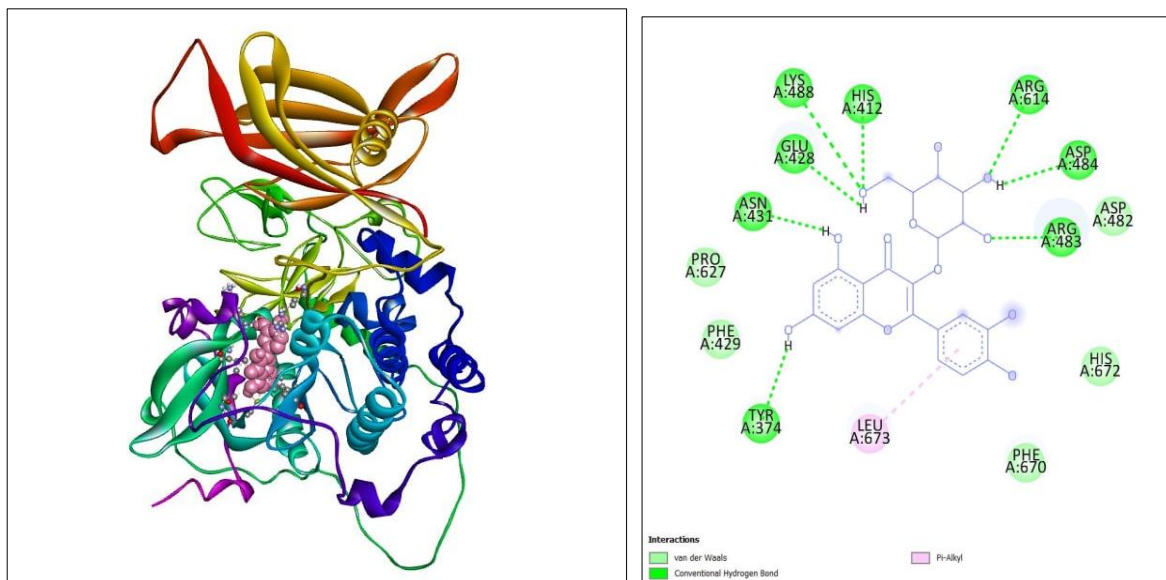 LYS
A:488
HIS
A:412
ARG
A:614
GLU
A:428
ASP
A:484
ASN
A:431
ASP
A:482
ARG
A:483
PRO
A:627
PHE
A:429
HIS
A:672
TYR
A:374
LEU
A:673
PHE
A:670
H
H
H
H
Interactions
van der Waals
Conventional Hydrogen Bond
Pi-Alkyl